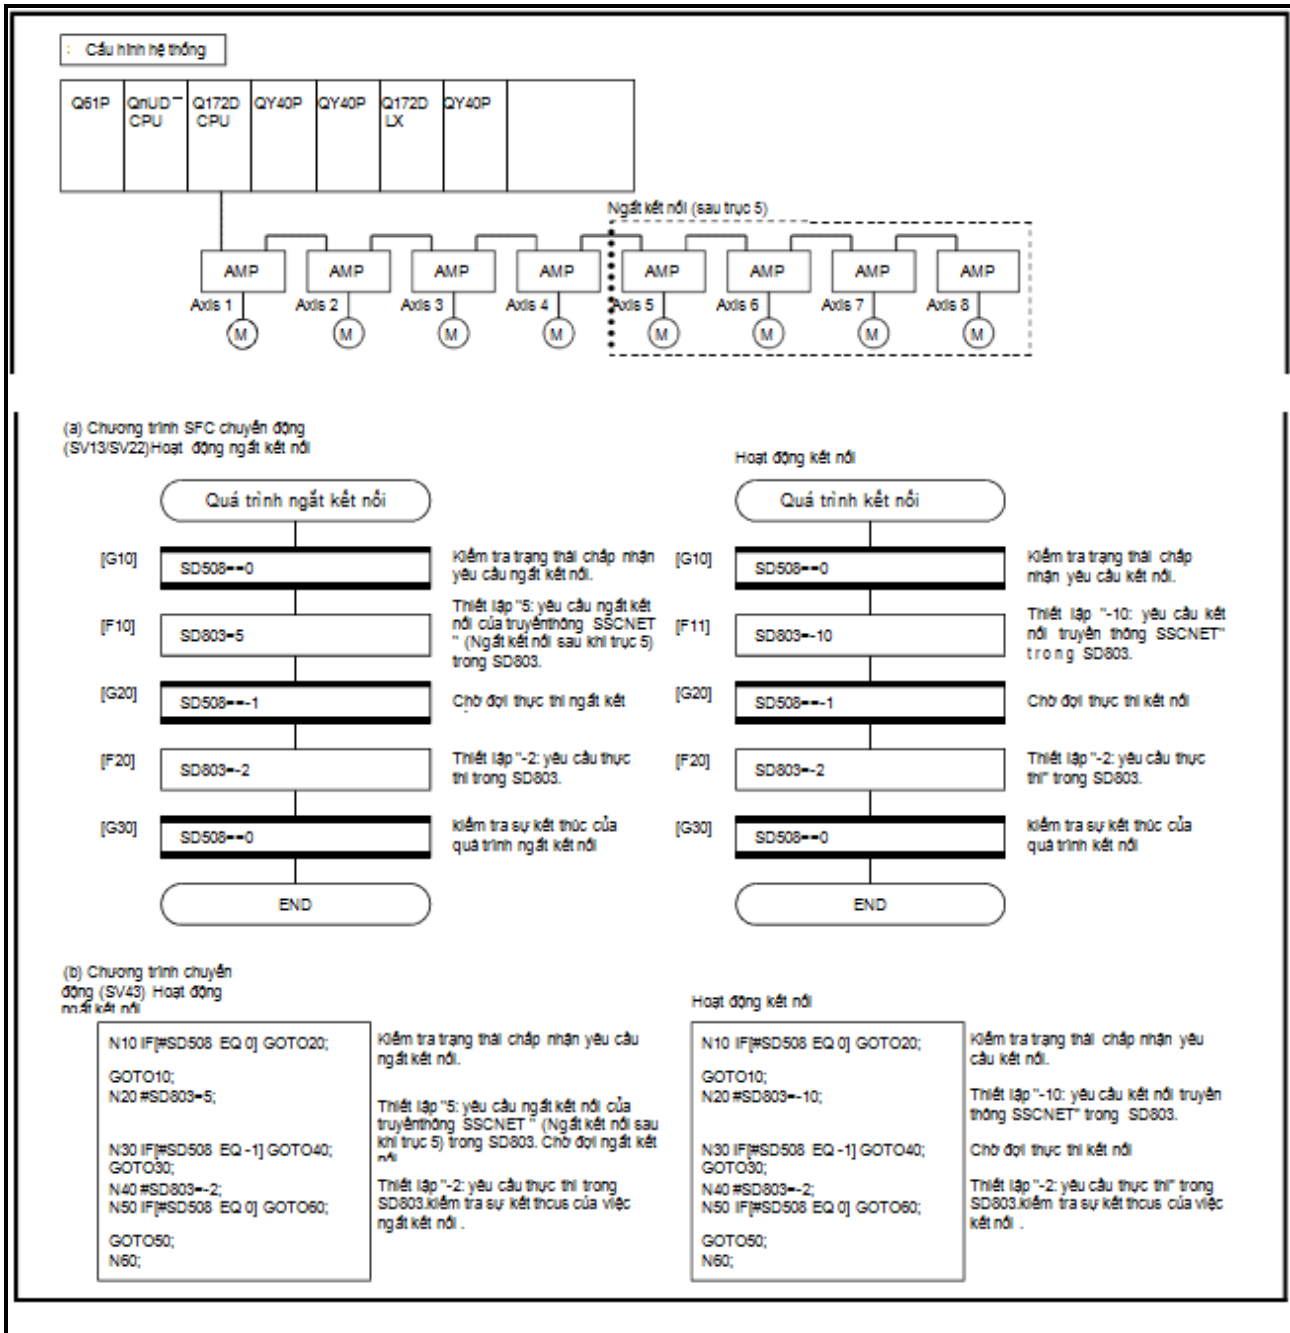 : Cấu hình hệ thống
Q61P QnUD CPU Q172D CPU QY40P QY40P Q172D LX QY40P
Ngắt kết nối (sau trục 5)
AMP AMP AMP AMP AMP AMP AMP AMP
Axis 1 Axis 2 Axis 3 Axis 4 Axis 5 Axis 6 Axis 7 Axis 8
M M M M M M M M
(a) Chương trình SFC chuyển động
(SV13/SV22)Hoạt động ngắt kết nối
Quá trình ngắt kết nối
[G10] SD508==0
Kiểm tra trạng thái chấp nhận
yêu cầu ngắt kết nối.
[F10] SD803=5
Thiết lập "5: yêu cầu ngắt kết
nối của truyềnthông SSCNET
" (Ngắt kết nối sau khi trục 5)
trong SD803.
[G20] SD508==-1
Chờ đợi thực thi ngắt kết
[F20] SD803=-2
Thiết lập "-2: yêu cầu thực
thi trong SD803.
[G30] SD508==0
kiểm tra sự kết thúc của
quá trình ngắt kết nối
END
Hoạt động kết nối
Quá trình kết nối
[G10] SD508==0
Kiểm tra trạng thái chấp
nhận yêu cầu kết nối.
[F11] SD803=-10
Thiết lập "-10: yêu cầu kết
nối truyền thông SSCNET"
trong SD803.
[G20] SD508==-1
Chờ đợi thực thi kết nối
[F20] SD803=-2
Thiết lập "-2: yêu cầu thực
thi" trong SD803.
[G30] SD508==0
kiểm tra sự kết thúc của
quá trình kết nối
END
(b) Chương trình chuyển
động (SV43) Hoạt động
ngắt kết nối
N10 IF[#SD508 EQ 0] GOTO20;
GOTO10;
N20 #SD803=5;
N30 IF[#SD508 EQ -1] GOTO40;
GOTO30;
N40 #SD803=-2;
N50 IF[#SD508 EQ 0] GOTO60;
GOTO50;
N60;
Kiểm tra trạng thái chấp nhận yêu cầu
ngắt kết nối.
Thiết lập "5: yêu cầu ngắt kết nối của
truyềnthông SSCNET " (Ngắt kết nối sau
khi trục 5) trong SD803. Chờ đợi ngắt kết
nối
Thiết lập "-2: yêu cầu thực thi trong
SD803.kiểm tra sự kết thcus của việc
ngắt kết nối .
Hoạt động kết nối
N10 IF[#SD508 EQ 0] GOTO20;
GOTO10;
N20 #SD803=-10;
N30 IF[#SD508 EQ -1] GOTO40;
GOTO30;
N40 #SD803=-2;
N50 IF[#SD508 EQ 0] GOTO60;
GOTO50;
N60;
Kiểm tra trạng thái chấp nhận yêu
cầu kết nối.
Thiết lập "-10: yêu cầu kết nối truyền
thông SSCNET" trong SD803.
Chờ đợi thực thi kết nối
Thiết lập "-2: yêu cầu thực thi" trong
SD803.kiểm tra sự kết thcus của việc
kết nối .